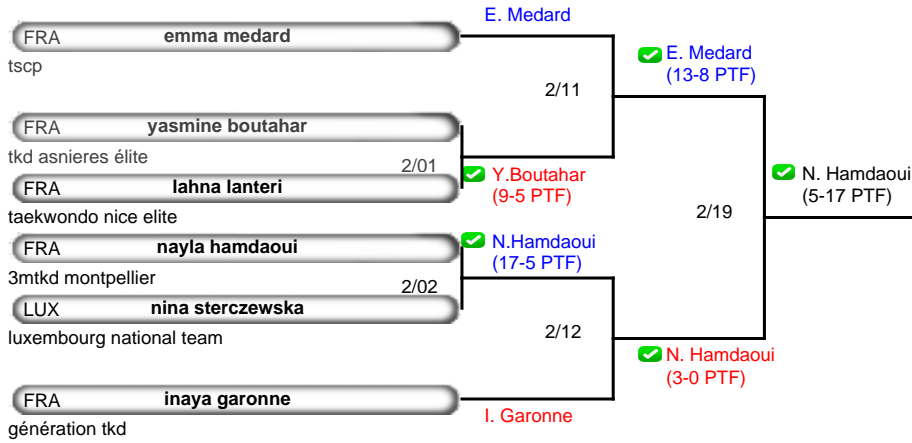 E. Medard
FRA emma medard
tscp
E. Medard
(13-8 PTF)
2/11
FRA yasmine boutahar
tkd asnieres élite
2/01
FRA lahna lanteri
Y.Boutahar
(9-5 PTF)
taekwondo nice elite
N. Hamdaoui
(5-17 PTF)
2/19
FRA nayla hamdaoui
N.Hamdaoui
(17-5 PTF)
3mtkd montpellier
2/02
LUX nina sterczewska
luxembourg national team
2/12
N. Hamdaoui
(3-0 PTF)
FRA inaya garonne
I. Garonne
génération tkd